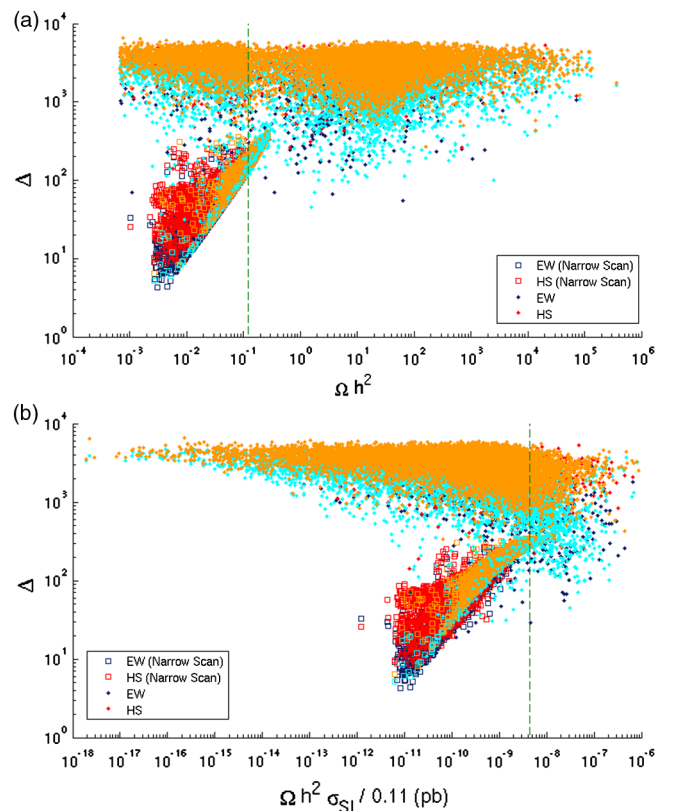 (a)
10^4
10^3
10^2
10^1
10^0
Δ
10^-4 10^-3 10^-2 10^-1 10^0 10^1 10^2 10^3 10^4 10^5 10^6
Ω h^2
EW (Narrow Scan)
HS (Narrow Scan)
EW
HS
(b)
10^4
10^3
10^2
10^1
10^0
Δ
EW (Narrow Scan)
HS (Narrow Scan)
EW
HS
10^-18 10^-17 10^-16 10^-15 10^-14 10^-13 10^-12 10^-11 10^-10 10^-9 10^-8 10^-7 10^-6
Ω h^2 σ_SI / 0.11 (pb)